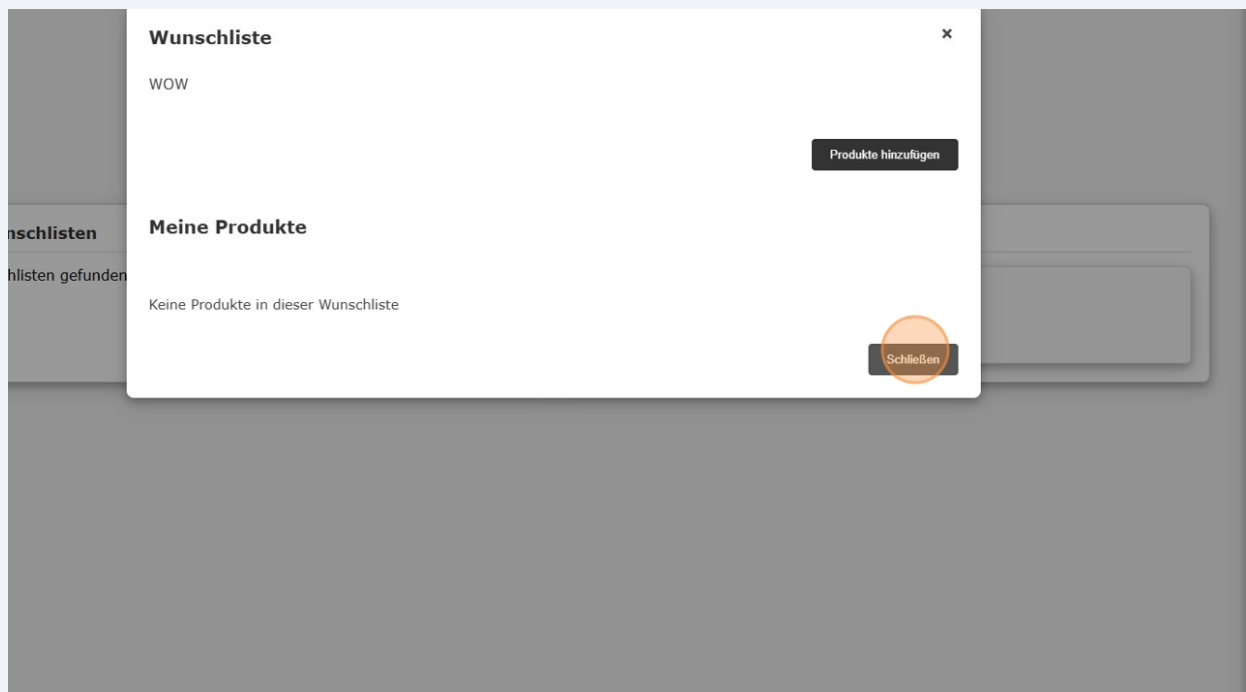 Wunschliste
×
WOW
Produkte hinzufügen
nschlisten
Meine Produkte
hlisten gefunden
Keine Produkte in dieser Wunschliste
Schließen